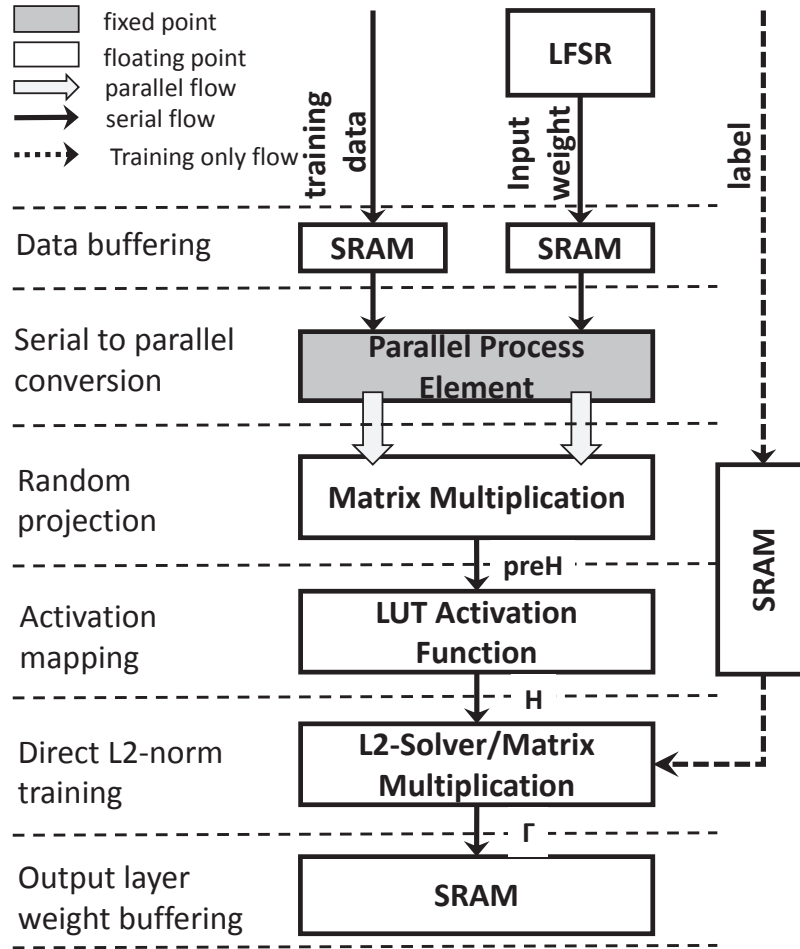 fixed point
floating point
parallel flow
serial flow
Training only flow
training
data
LFSR
Input
weight
label
Data buffering
SRAM
SRAM
Serial to parallel
conversion
Parallel Process
Element
Random
projection
Matrix Multiplication
preH
SRAM
Activation
mapping
LUT Activation
Function
H
Direct L2-norm
training
L2-Solver/Matrix
Multiplication
Γ
Output layer
weight buffering
SRAM